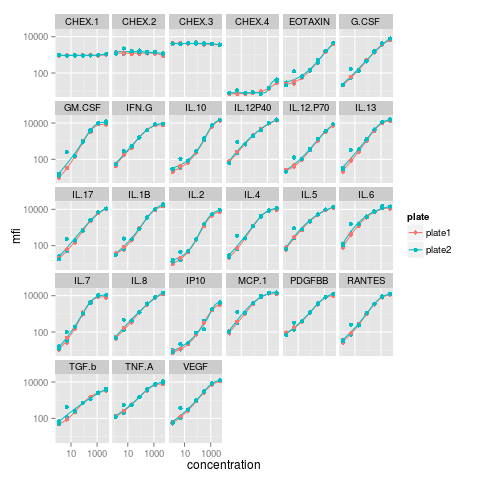 CHEX.1 CHEX.2 CHEX.3 CHEX.4 EOTAXIN G.CSF
10000
100
GM.CSF IFN.G IL.10 IL.12P40 IL.12.P70 IL.13
10000
100
IL.17 IL.1B IL.2 IL.4 IL.5 IL.6
10000
100
mfi
plate
plate1
plate2
IL.7 IL.8 IP10 MCP.1 PDGFBB RANTES
10000
100
TGF.b TNF.A VEGF
10000
100
10 1000 10 1000 10 1000
concentration